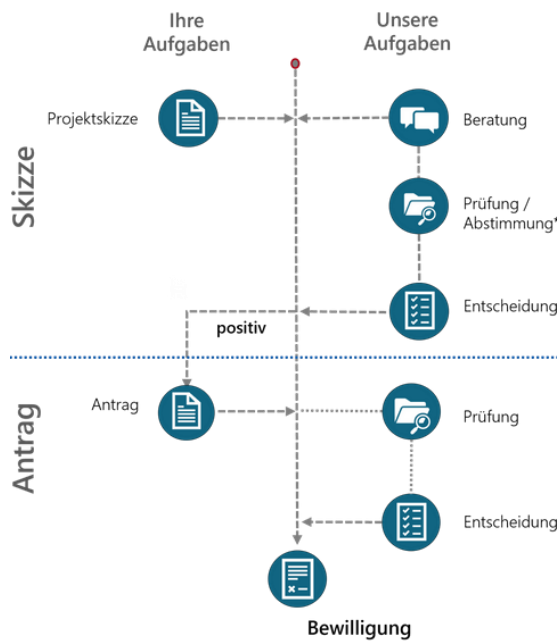 Ihre
Aufgaben
Unsere
Aufgaben
Skizze
Projektskizze
Beratung
Prüfung /
Abstimmung*
Entscheidung
positiv
Antrag
Antrag
Prüfung
Entscheidung
Bewilligung